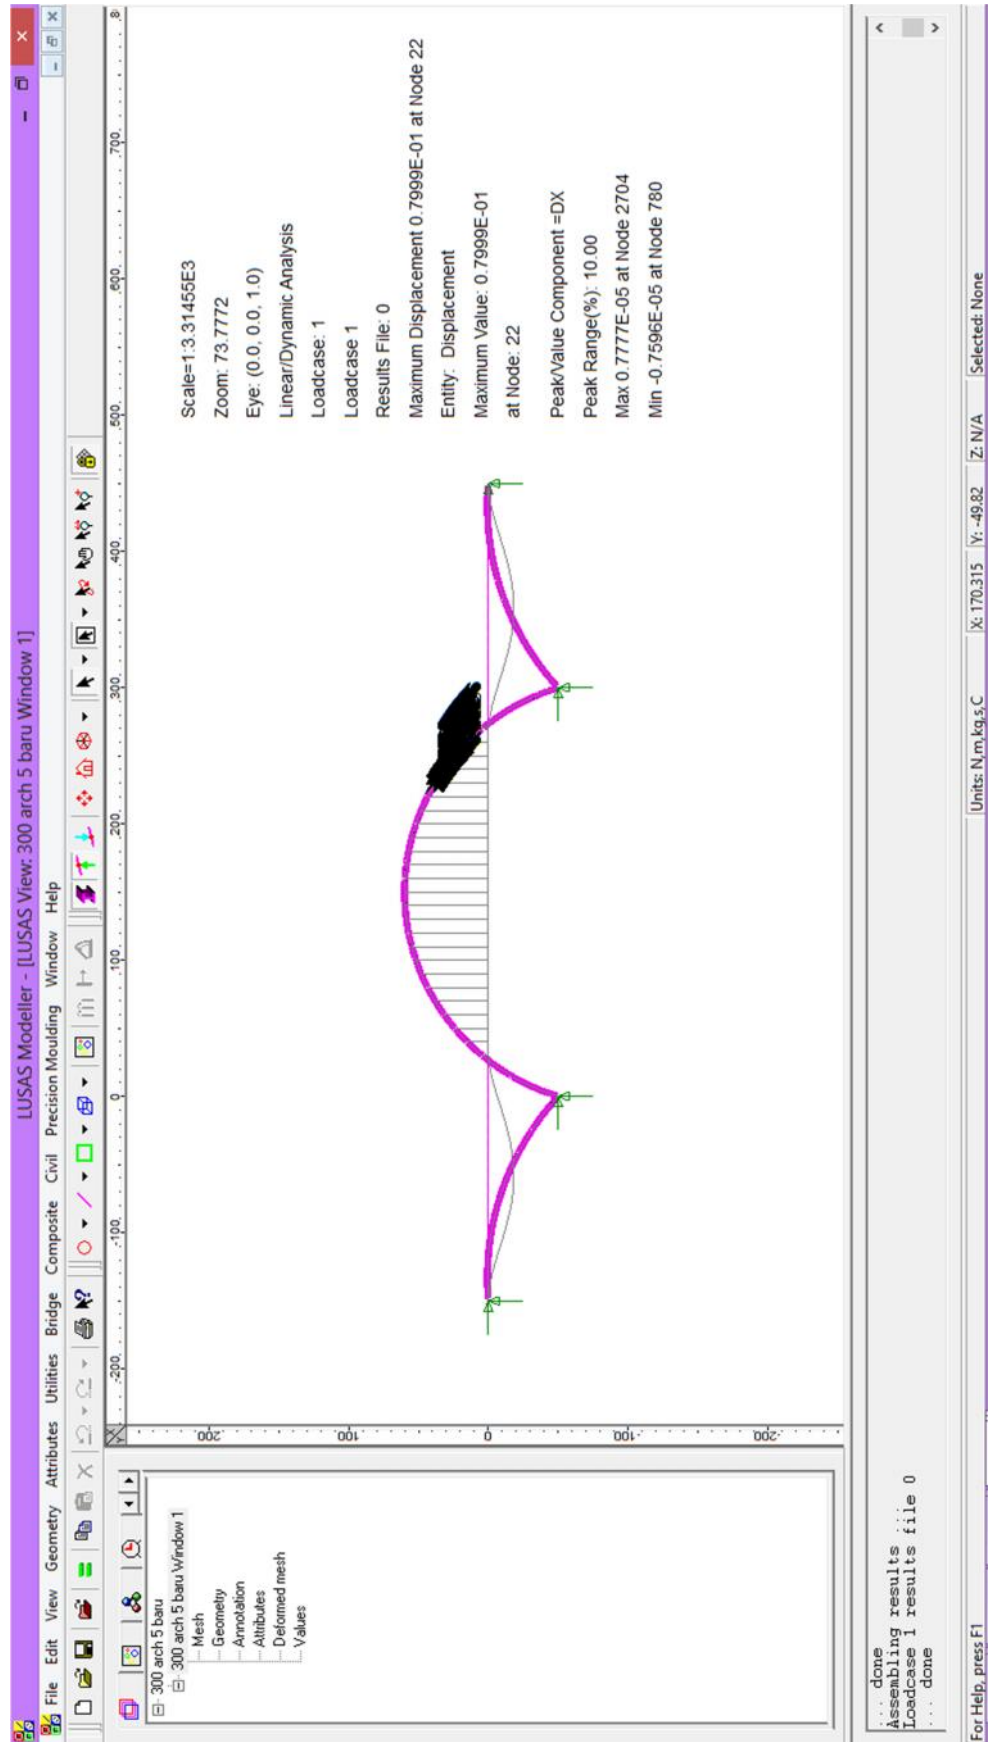 LUSAS Modeller - [LUSAS View: 300 arch 5 baru Window 1]
File Edit View Geometry Attributes Utilities Bridge Composite Civil Precision Moulding Window Help
300 arch 5 baru
300 arch 5 baru Window 1
Mesh
Geometry
Annotation
Attributes
Deformed mesh
Values
X
Y
-200. -100. 0 100. 200. 300. 400. 500. 600. 700. 8
200.
100.
0
-100.
-200.
Scale=1:3.31455E3
Zoom: 73.7772
Eye: (0.0, 0.0, 1.0)
Linear/Dynamic Analysis
Loadcase: 1
Loadcase 1
Results File: 0
Maximum Displacement 0.7999E-01 at Node 22
Entity: Displacement
Maximum Value: 0.7999E-01
at Node: 22
Peak/Value Component =DX
Peak Range(%): 10.00
Max 0.7777E-05 at Node 2704
Min -0.7596E-05 at Node 780
... done
Assembling results ...
Loadcase 1 results file 0
... done
For Help, press F1
Units: N,m,kg,s,C
X: 170.315
Y: -49.82
Z: N/A
Selected: None